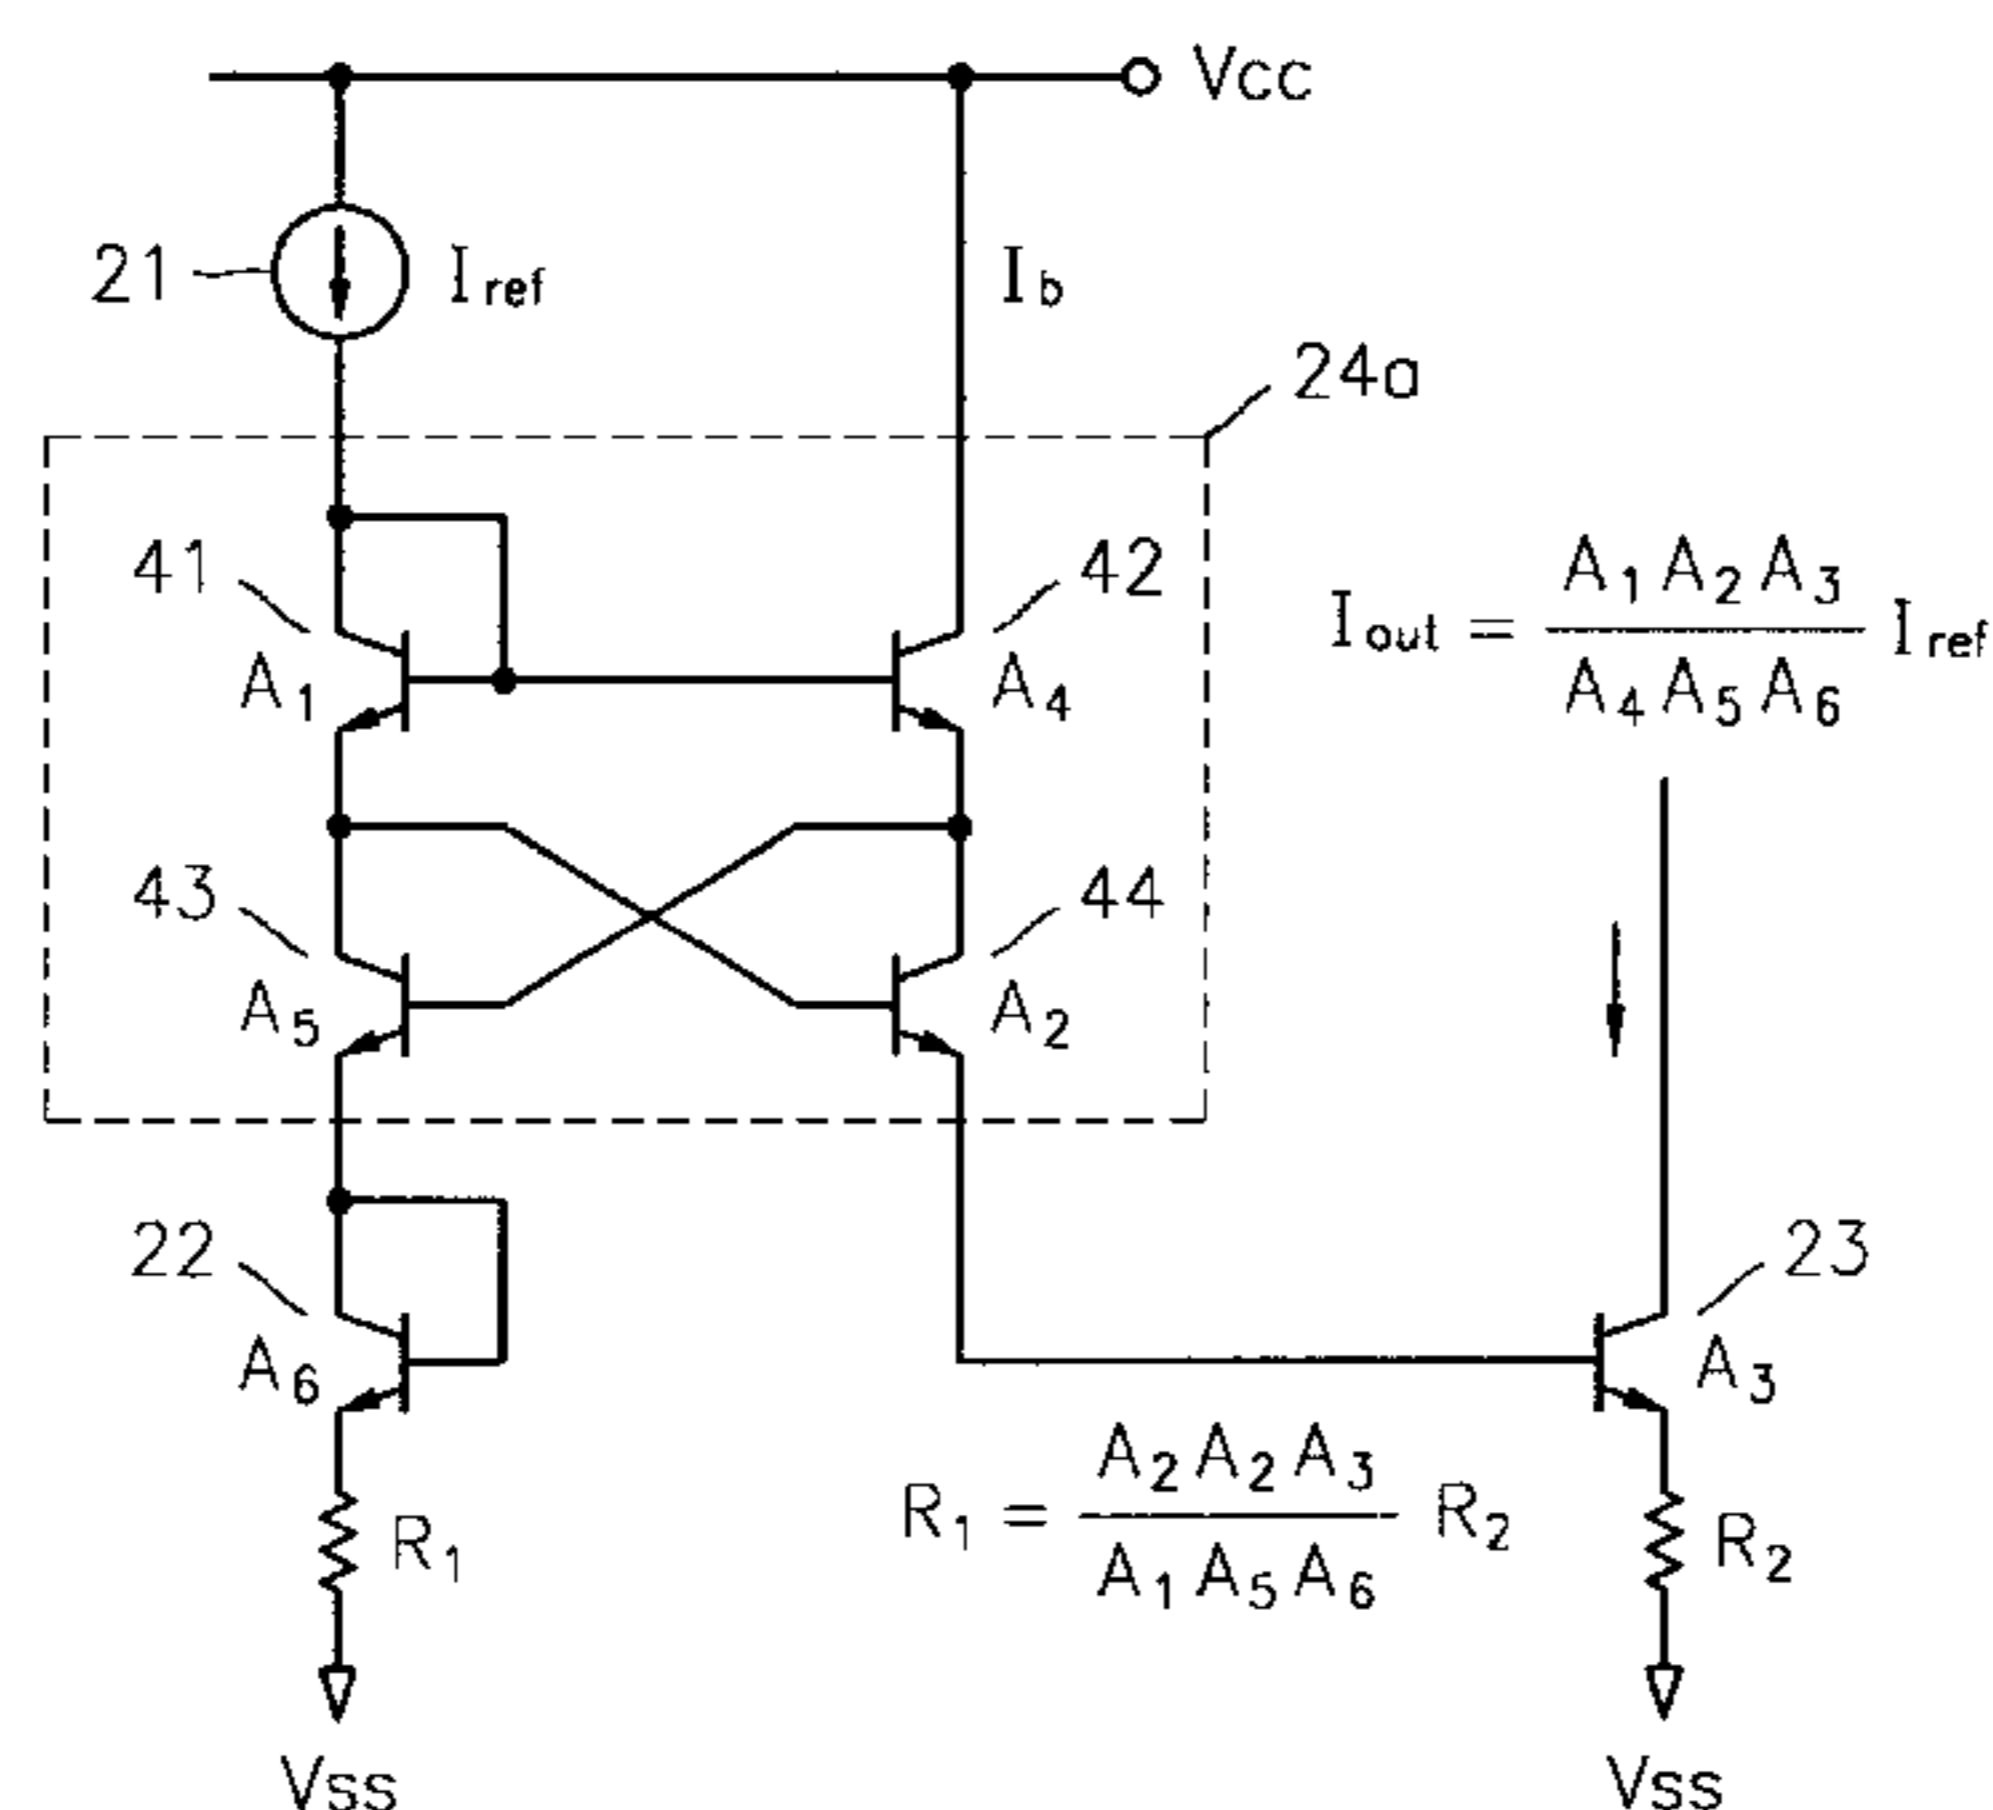 Vcc
21
Iref
Ib
24a
41
42
A1
A4
Iout = A1 A2 A3 / A4 A5 A6 Iref
43
44
A5
A2
22
23
A6
A3
R1
R1 = A2 A2 A3 / A1 A5 A6 R2
R2
Vss
Vss